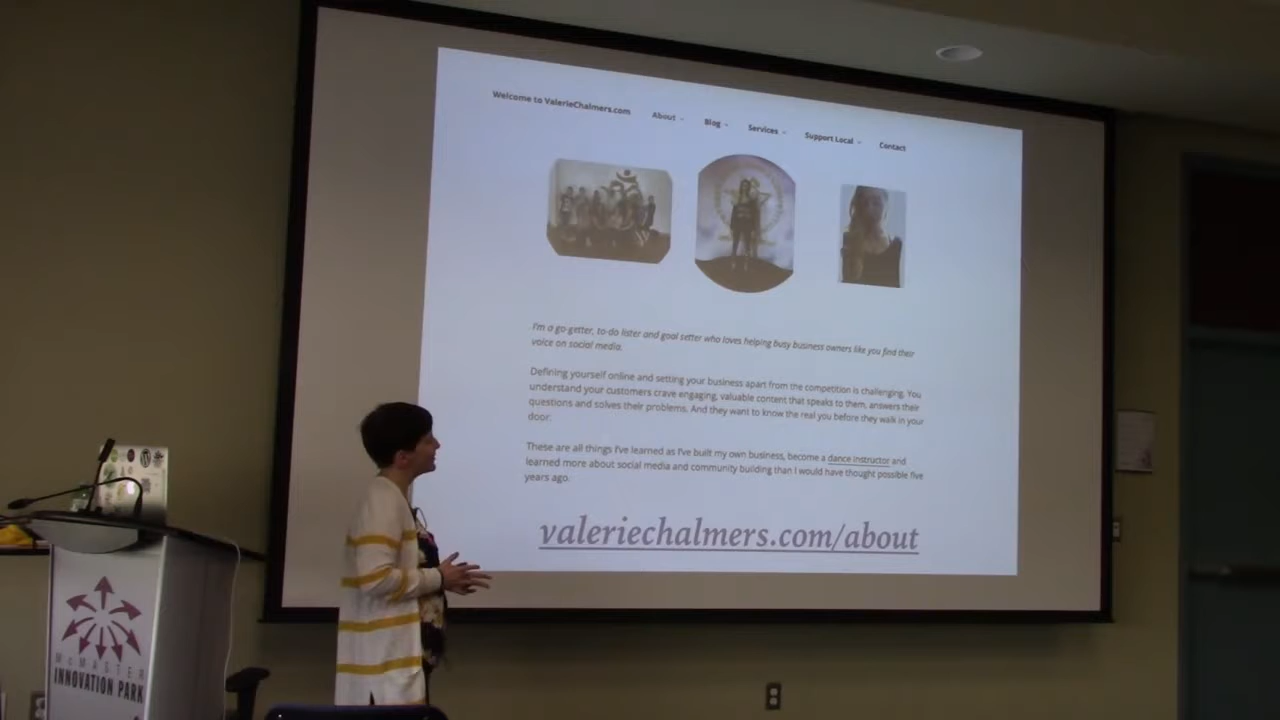 Welcome to ValerieChalmers.com
About
Blog
Services
Support Local
Contact
I'm a go-getter, to-do lister and goal setter who loves helping busy business owners like you find their
voice on social media.
Defining yourself online and setting your business apart from the competition is challenging. You
understand your customers crave engaging, valuable content that speaks to them, answers their
questions and solves their problems. And they want to know the real you before they walk in your
door.
These are all things I've learned as I've built my own business, become a dance instructor and
learned more about social media and community building than I would have thought possible five
years ago.
valeriechalmers.com/about
McMASTER
INNOVATION PARK